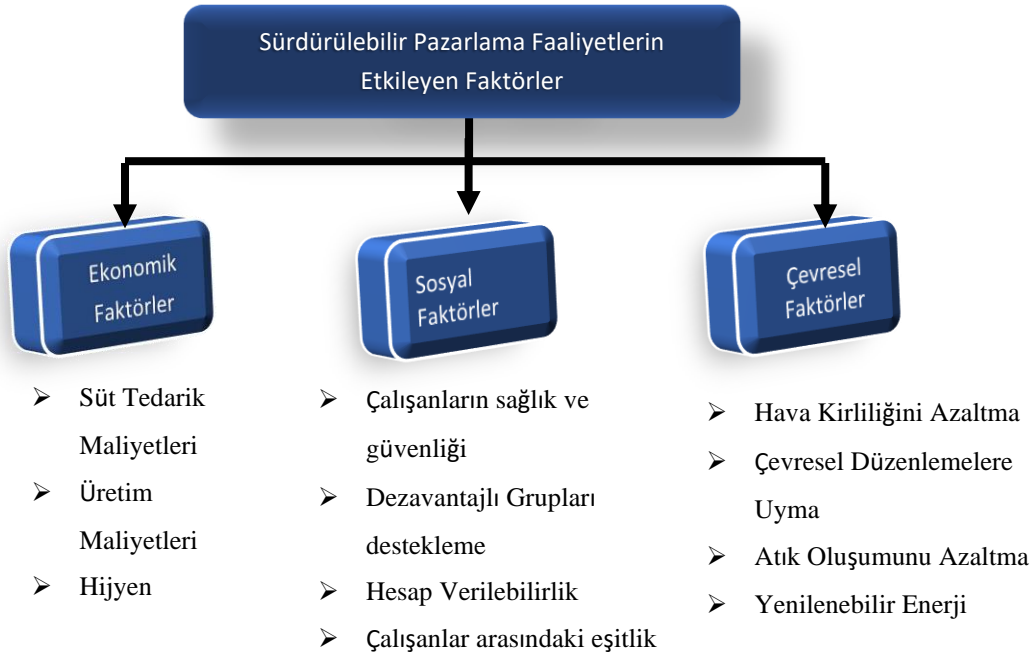 Sürdürülebilir Pazarlama Faaliyetlerin
Etkileyen Faktörler
Ekonomik
Faktörler
Sosyal
Faktörler
Çevresel
Faktörler
➢ Süt Tedarik
Maliyetleri
➢ Üretim
Maliyetleri
➢ Hijyen
➢ Çalışanların sağlık ve
güvenliği
➢ Dezavantajlı Grupları
destekleme
➢ Hesap Verilebilirlik
➢ Çalışanlar arasındaki eşitlik
➢ Hava Kirliliğini Azaltma
➢ Çevresel Düzenlemelere
Uyma
➢ Atık Oluşumunu Azaltma
➢ Yenilenebilir Enerji